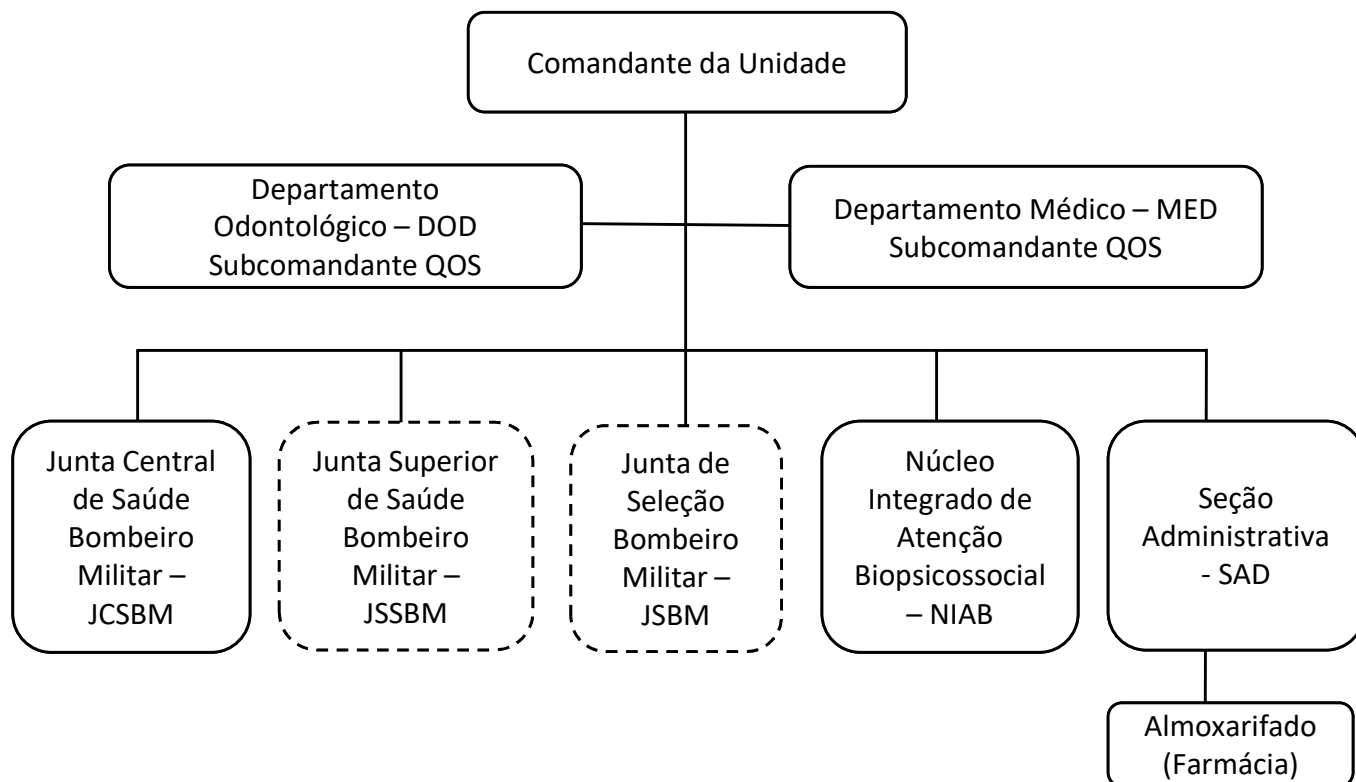 Comandante da Unidade
Departamento
Odontológico – DOD
Subcomandante QOS
Departamento Médico – MED
Subcomandante QOS
Junta Central
de Saúde
Bombeiro
Militar –
JCSBM
Junta Superior
de Saúde
Bombeiro
Militar –
JSSBM
Junta de
Seleção
Bombeiro
Militar –
JSBM
Núcleo
Integrado de
Atenção
Biopsicossocial
– NIAB
Seção
Administrativa
- SAD
Almoxarifado
(Farmácia)